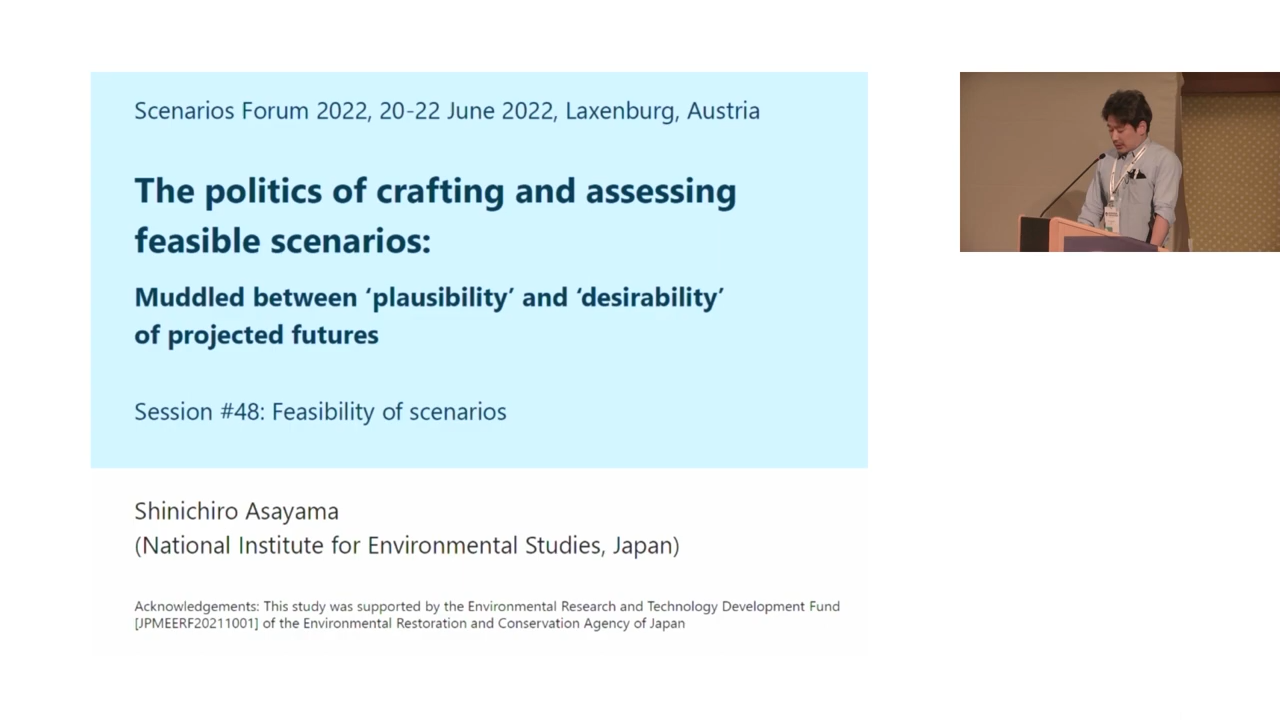 Scenarios Forum 2022, 20-22 June 2022, Laxenburg, Austria
The politics of crafting and assessing
feasible scenarios:
Muddled between ‘plausibility’ and ‘desirability’
of projected futures
Session #48: Feasibility of scenarios
Shinichiro Asayama
(National Institute for Environmental Studies, Japan)
Acknowledgements: This study was supported by the Environmental Research and Technology Development Fund
[JPMEERF20211001] of the Environmental Restoration and Conservation Agency of Japan